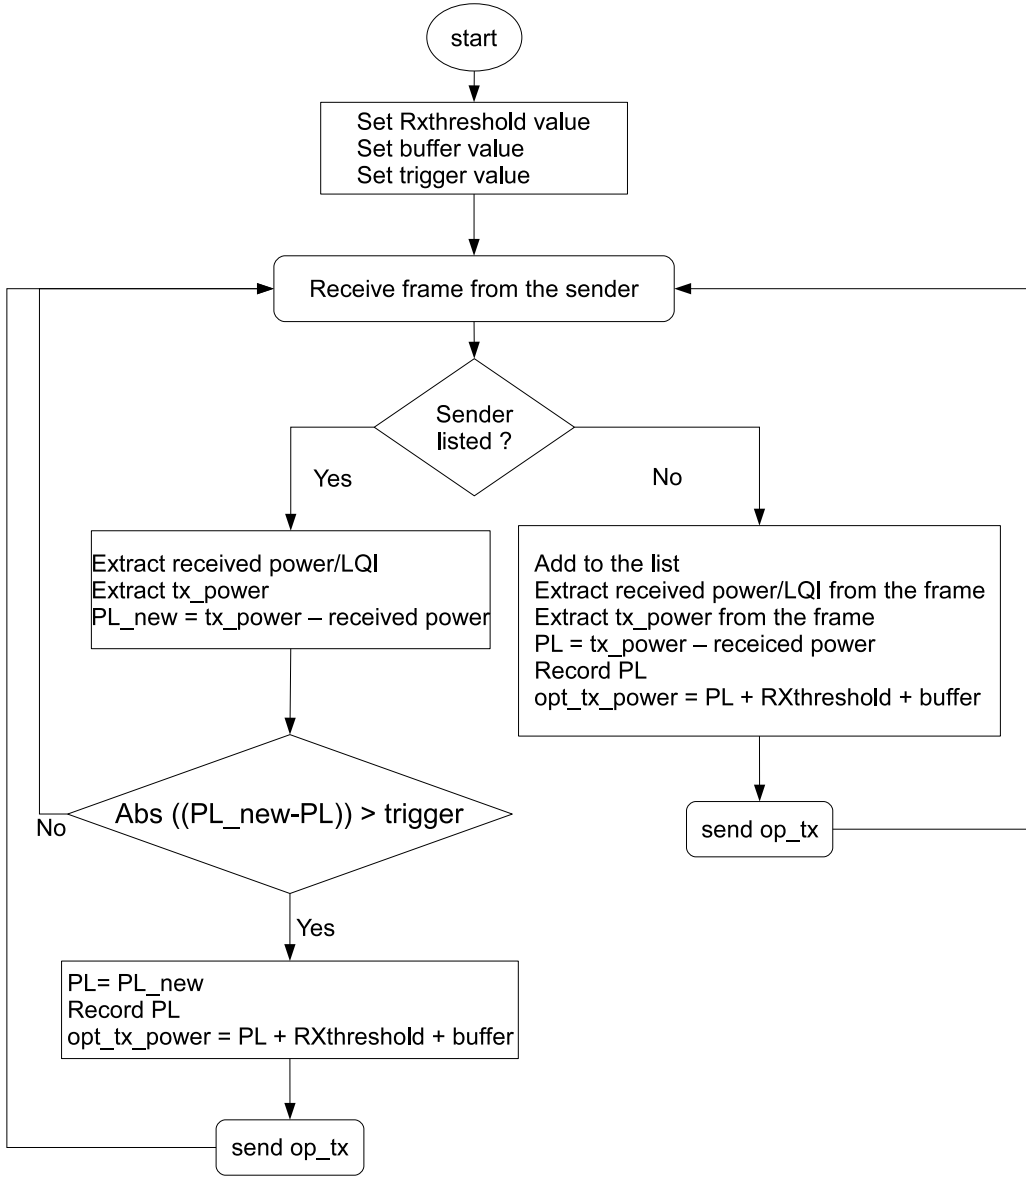 start
Set Rxthreshold value
Set buffer value
Set trigger value
Receive frame from the sender
Sender
listed ?
Yes
No
Extract received power/LQI
Extract tx_power
PL_new = tx_power – received power
Add to the list
Extract received power/LQI from the frame
Extract tx_power from the frame
PL = tx_power – receiced power
Record PL
opt_tx_power = PL + RXthreshold + buffer
Abs ((PL_new-PL)) > trigger
No
send op_tx
Yes
PL= PL_new
Record PL
opt_tx_power = PL + RXthreshold + buffer
send op_tx